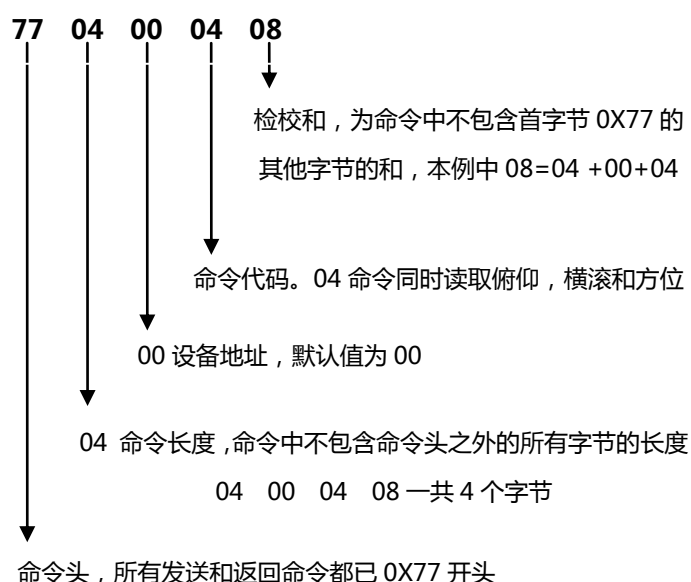 77 04 00 04 08
检校和，为命令中不包含首字节 0X77 的
其他字节的和，本例中 08=04 +00+04
命令代码。04 命令同时读取俯仰，横滚和方位
00 设备地址，默认值为 00
04 命令长度，命令中不包含命令头之外的所有字节的长度
04 00 04 08 一共 4 个字节
命令头，所有发送和返回命令都已 0X77 开头